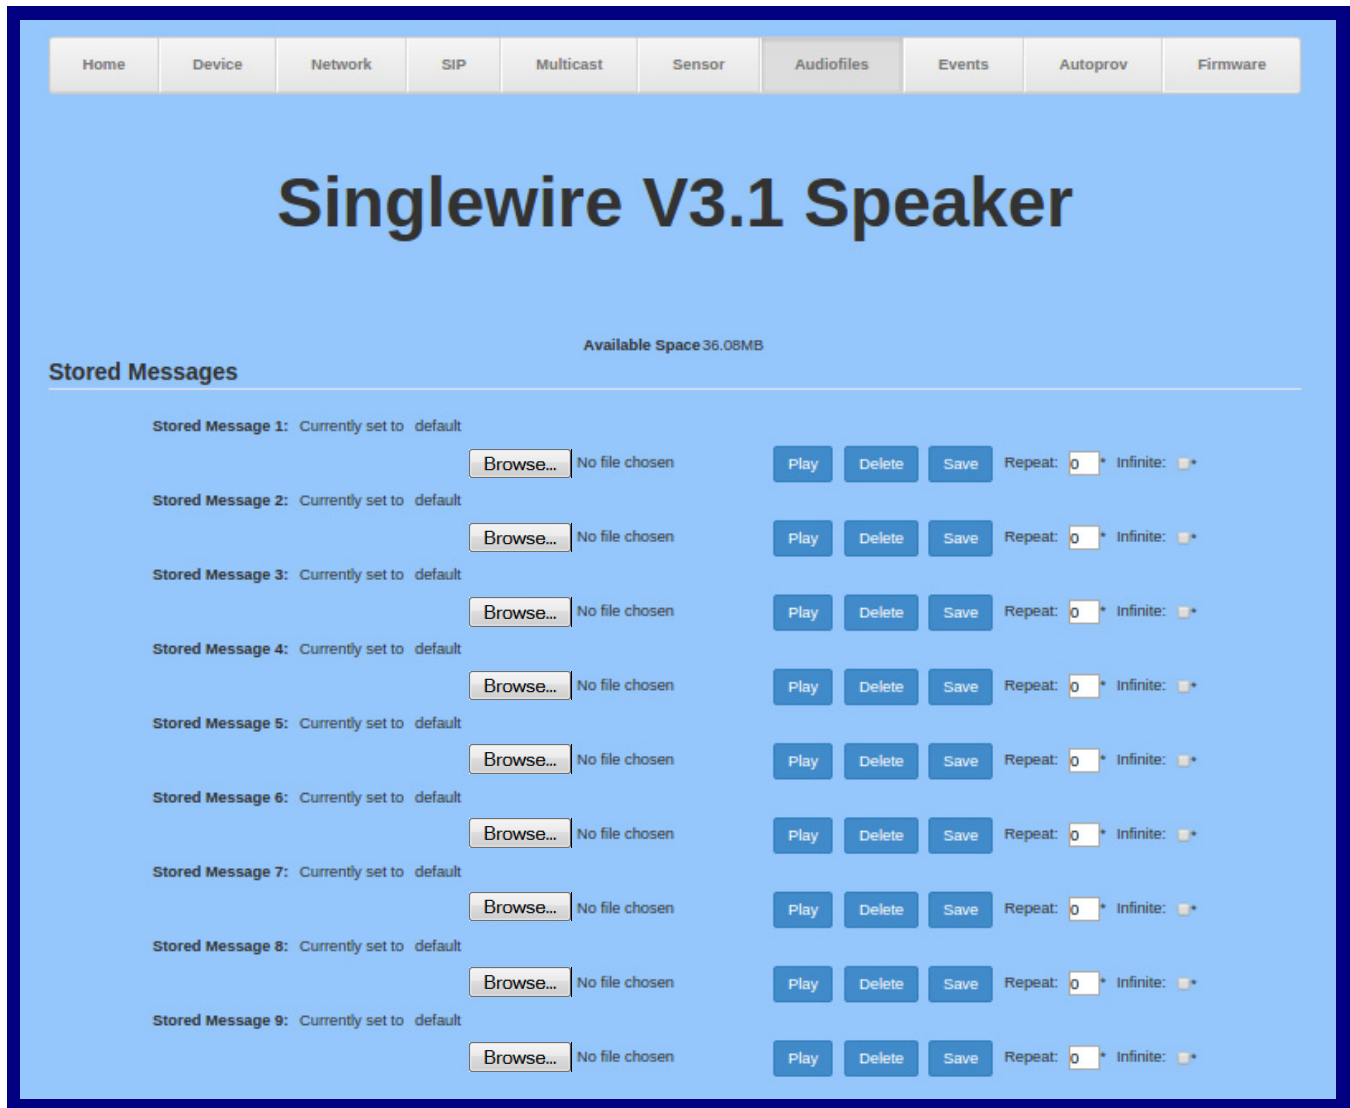 Home Device Network SIP Multicast Sensor Audiofiles Events Autoprov Firmware
Singlewire V3.1 Speaker
Available Space 36.08MB
Stored Messages
Stored Message 1: Currently set to default
Browse... No file chosen Play Delete Save Repeat: 0 * Infinite: *
Stored Message 2: Currently set to default
Browse... No file chosen Play Delete Save Repeat: 0 * Infinite: *
Stored Message 3: Currently set to default
Browse... No file chosen Play Delete Save Repeat: 0 * Infinite: *
Stored Message 4: Currently set to default
Browse... No file chosen Play Delete Save Repeat: 0 * Infinite: *
Stored Message 5: Currently set to default
Browse... No file chosen Play Delete Save Repeat: 0 * Infinite: *
Stored Message 6: Currently set to default
Browse... No file chosen Play Delete Save Repeat: 0 * Infinite: *
Stored Message 7: Currently set to default
Browse... No file chosen Play Delete Save Repeat: 0 * Infinite: *
Stored Message 8: Currently set to default
Browse... No file chosen Play Delete Save Repeat: 0 * Infinite: *
Stored Message 9: Currently set to default
Browse... No file chosen Play Delete Save Repeat: 0 * Infinite: *